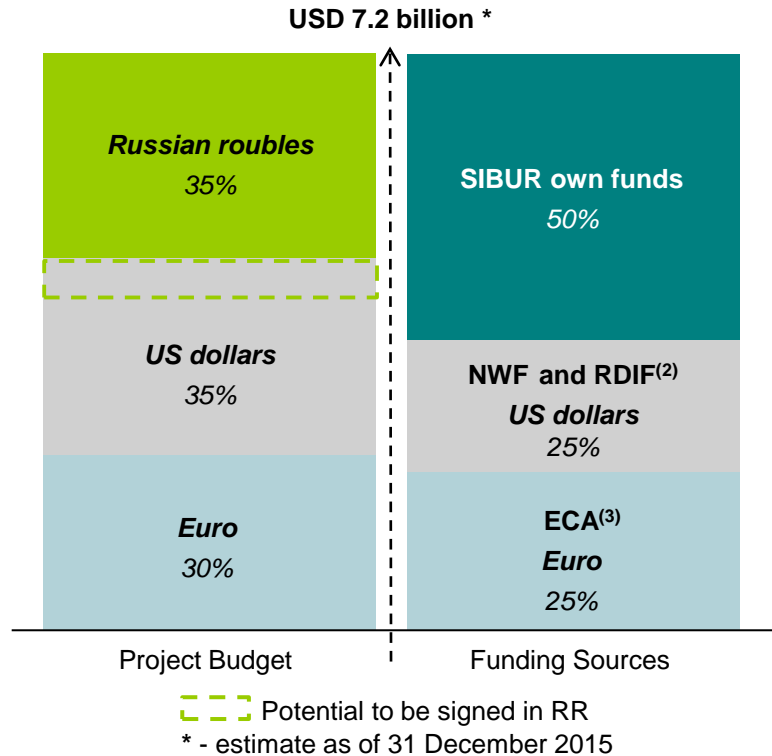 USD 7.2 billion *
Russian roubles
35%
US dollars
35%
Euro
30%
SIBUR own funds
50%
NWF and RDIF(2)
US dollars
25%
ECA(3)
Euro
25%
Project Budget
Funding Sources
Potential to be signed in RR
* - estimate as of 31 December 2015